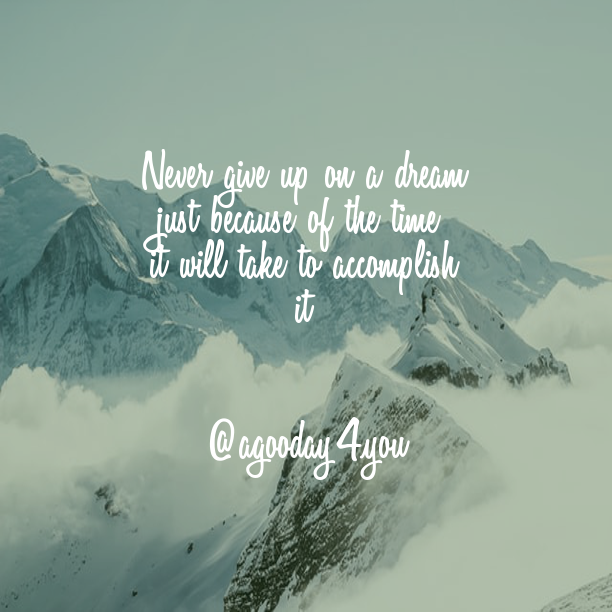 Never give up on a dream
just because of the time
it will take to accomplish
it
@agooday4you